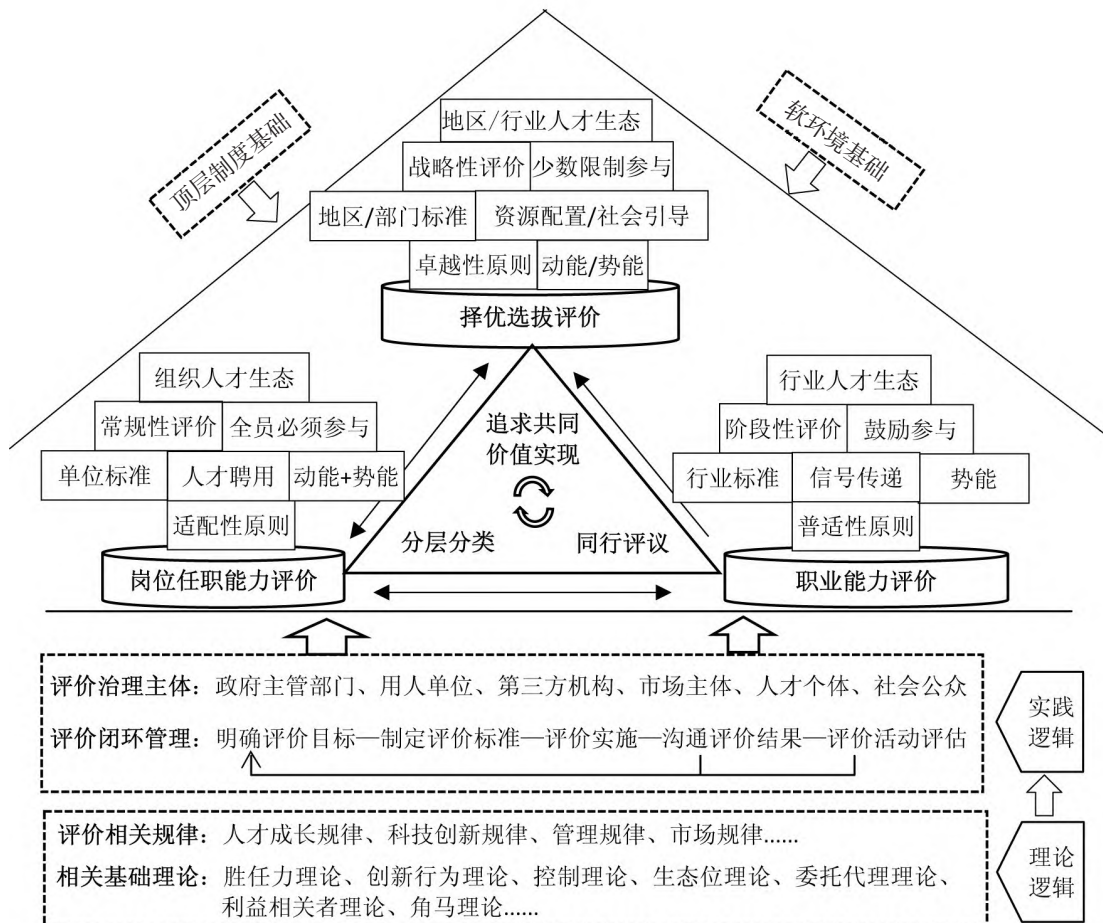 顶层制度基础
软环境基础
地区/行业人才生态
战略性评价 少数限制参与
地区/部门标准 资源配置/社会引导
卓越性原则 动能/势能
择优选拔评价
组织人才生态
常规性评价 全员必须参与
单位标准 人才聘用 动能+势能
适配性原则
岗位任职能力评价
追求共同
价值实现
分层分类 同行评议
行业人才生态
阶段性评价 鼓励参与
行业标准 信号传递 势能
普适性原则
职业能力评价
评价治理主体：政府主管部门、用人单位、第三方机构、市场主体、人才个体、社会公众
评价闭环管理：明确评价目标—制定评价标准—评价实施—沟通评价结果—评价活动评估
实践
逻辑
评价相关规律：人才成长规律、科技创新规律、管理规律、市场规律......
相关基础理论：胜任力理论、创新行为理论、控制理论、生态位理论、委托代理理论、
利益相关者理论、角马理论......
理论
逻辑